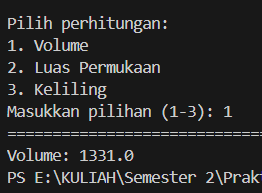 Pilih perhitungan:
1. Volume
2. Luas Permukaan
3. Keliling
Masukkan pilihan (1-3): 1
==============================
Volume: 1331.0
PS E:\KULIAH\Semester 2\Prak